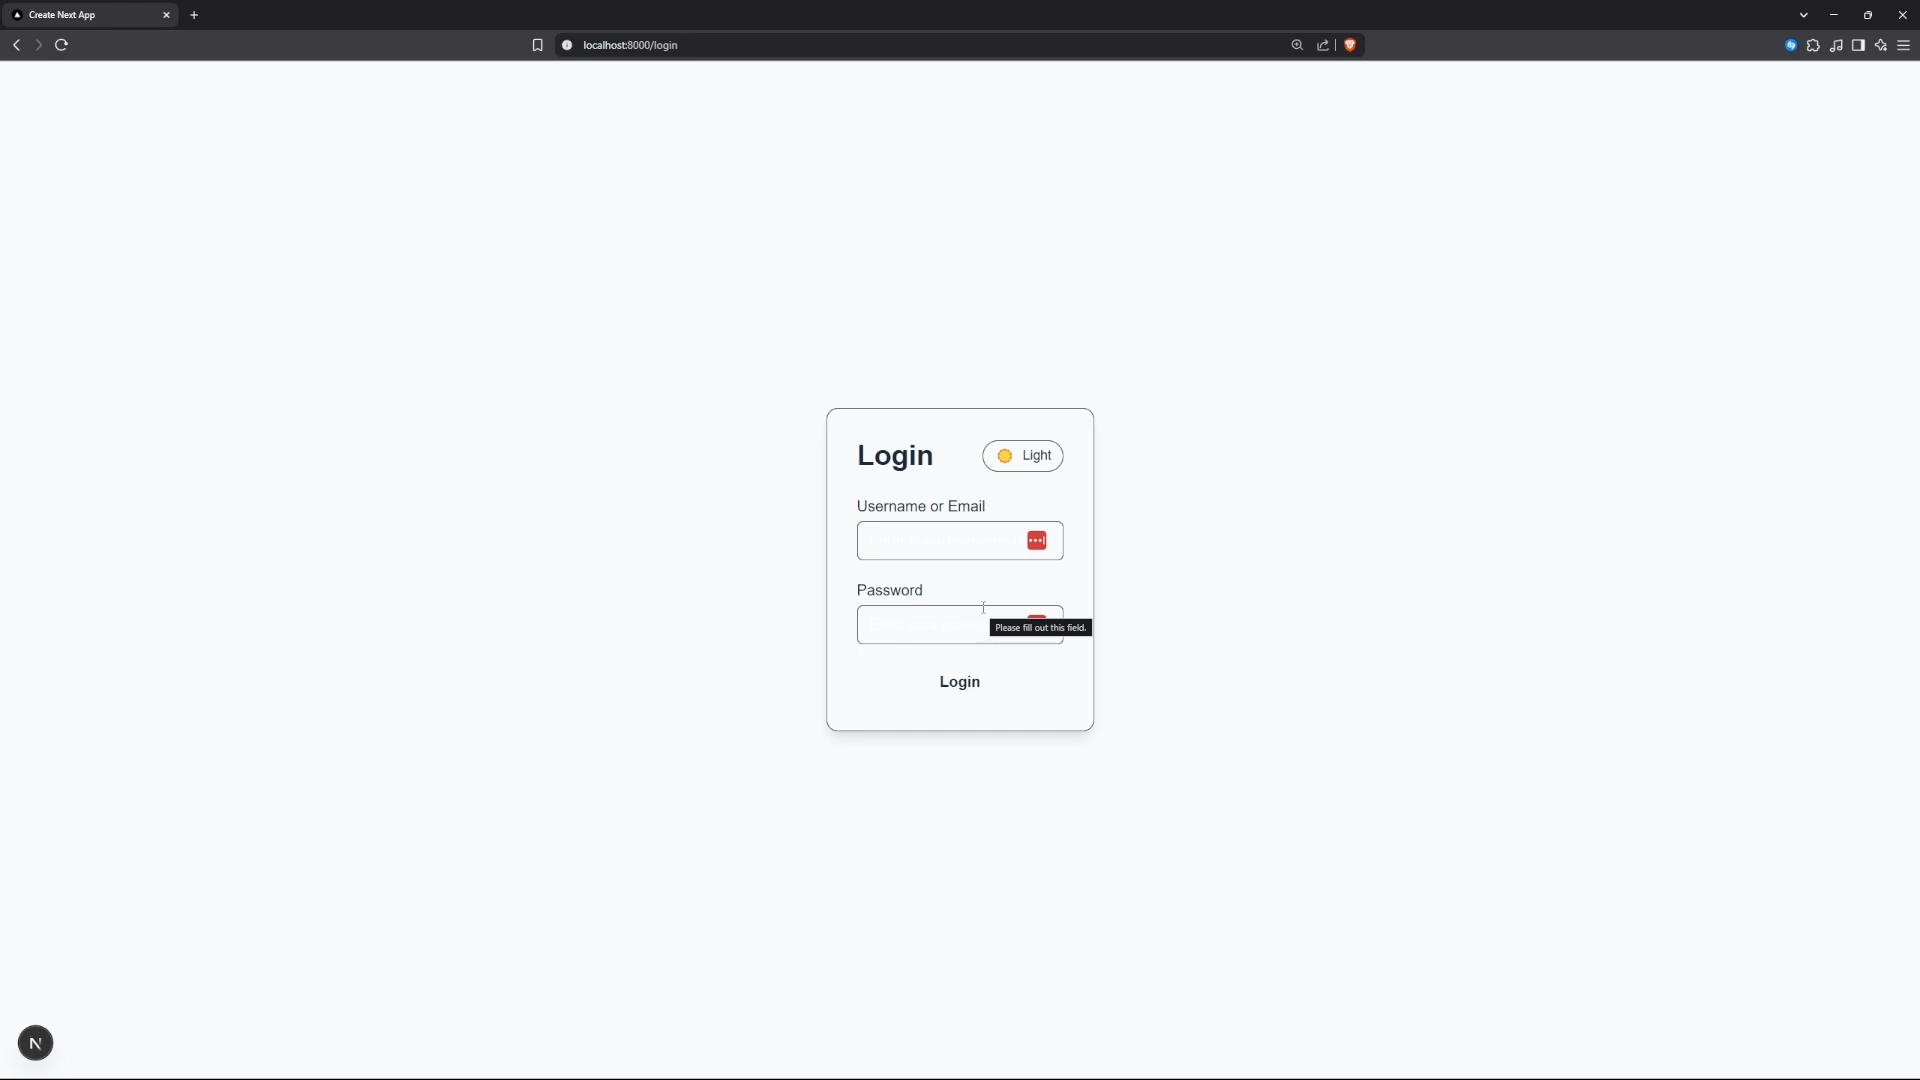 Create Next App
localhost:8000/login
Login
Light
Username or Email
Password
Please fill out this field.
Login
N